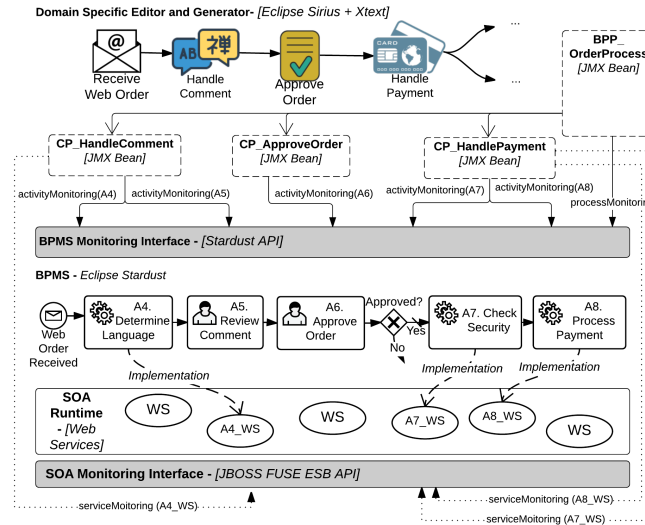 Domain Specific Editor and Generator- [Eclipse Sirius + Xtext]
@
AB
禅
CARD
Receive
Web Order
Handle
Comment
Approve
Order
Handle
Payment
...
...
BPP_
OrderProcess
[JMX Bean]
CP_HandleComment
[JMX Bean]
CP_ApproveOrder
[JMX Bean]
CP_HandlePayment
[JMX Bean]
activityMonitoring(A4)
activityMonitoring(A5)
activityMonitoring(A6)
activityMonitoring(A7)
activityMonitoring(A8)
processMonitorin
BPMS Monitoring Interface - [Stardust API]
BPMS - Eclipse Stardust
Web
Order
Received
A4.
Determine
Language
A5.
Review
Comment
A6.
Approve
Order
Approved?
Yes
No
A7. Check
Security
A8.
Process
Payment
Implementation
Implementation
Implementation
SOA
Runtime
- [Web
Services]
WS
A4_WS
WS
A7_WS
A8_WS
WS
SOA Monitoring Interface - [JBOSS FUSE ESB API]
serviceMoitoring (A4_WS)
serviceMonitoring (A8_WS)
serviceMonitoring (A7_WS)